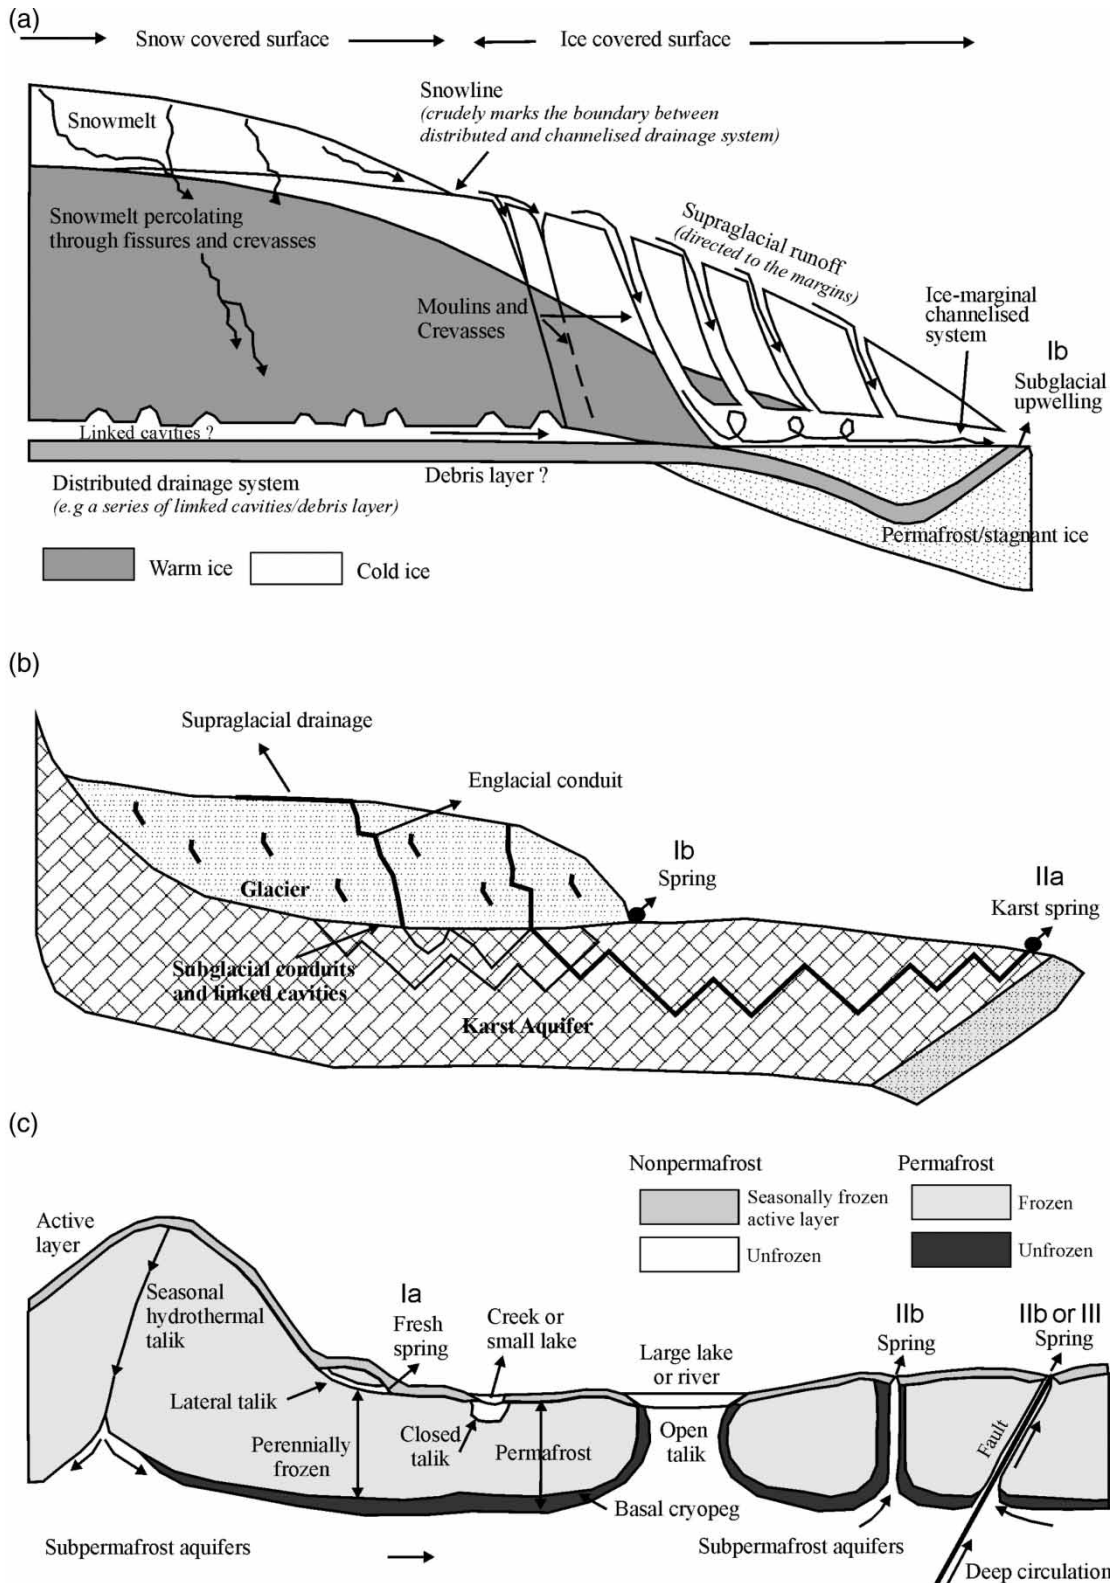 (a)
Snow covered surface
Ice covered surface
Snowline
(crudely marks the boundary between
distributed and channelised drainage system)
Snowmelt
Snowmelt percolating
through fissures and crevasses
Supraglacial runoff
(directed to the margins)
Moulins and
Crevasses
Ice-marginal
channelised
system
Ib
Subglacial
upwelling
Linked cavities ?
Debris layer ?
Distributed drainage system
(e.g a series of limked cavities/debris layer)
Permafrost/stagnant ice
Warm ice
Cold ice
(b)
Supraglacial drainage
Englacial conduit
Ib
Spring
IIa
Karst spring
Glacier
Subglacial conduits
and linked cavities
Karst Aquifer
(c)
Nonpermafrost
Permafrost
Seasonally frozen
active layer
Frozen
Unfrozen
Unfrozen
Active
layer
Seasonal
hydrothermal
talik
Ia
Fresh
spring
Creek or
small lake
Large lake
or river
IIb
Spring
IIb or III
Spring
Lateral talik
Closed
talik
Perennially
frozen
Permafrost
Open
talik
Fault
Basal cryopeg
Subpermafrost aquifers
Subpermafrost aquifers
Deep circulation